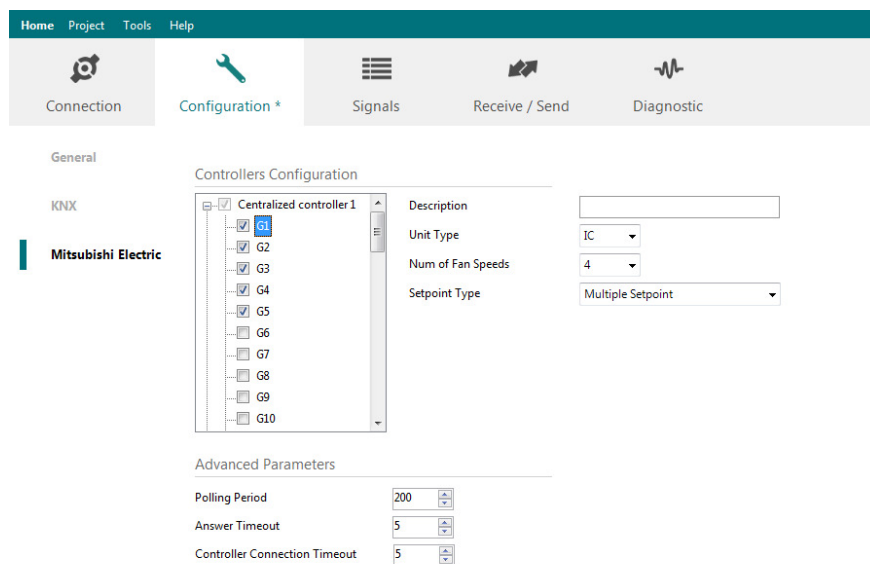 Home Project Tools Help
Connection Configuration * Signals Receive / Send Diagnostic
General
KNX
Mitsubishi Electric
Controllers Configuration
Centralized controller 1
G1
G2
G3
G4
G5
G6
G7
G8
G9
G10
Description
Unit Type IC
Num of Fan Speeds 4
Setpoint Type Multiple Setpoint
Advanced Parameters
Polling Period 200
Answer Timeout 5
Controller Connection Timeout 5